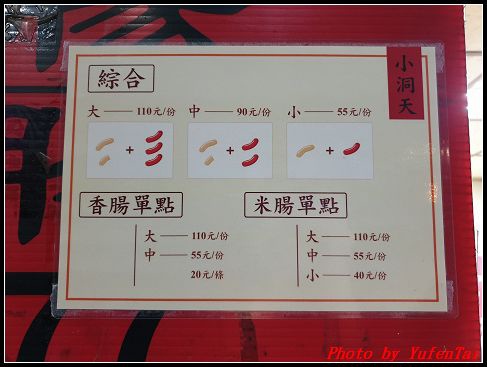 小洞天
綜合
大 —— 110元/份 中 —— 90元/份 小 —— 55元/份
+ + +
香腸單點 米腸單點
大 —— 110元/份 大 —— 110元/份
中 —— 55元/份 中 —— 55元/份
20元/條 小 —— 40元/份
Photo by YufenTai